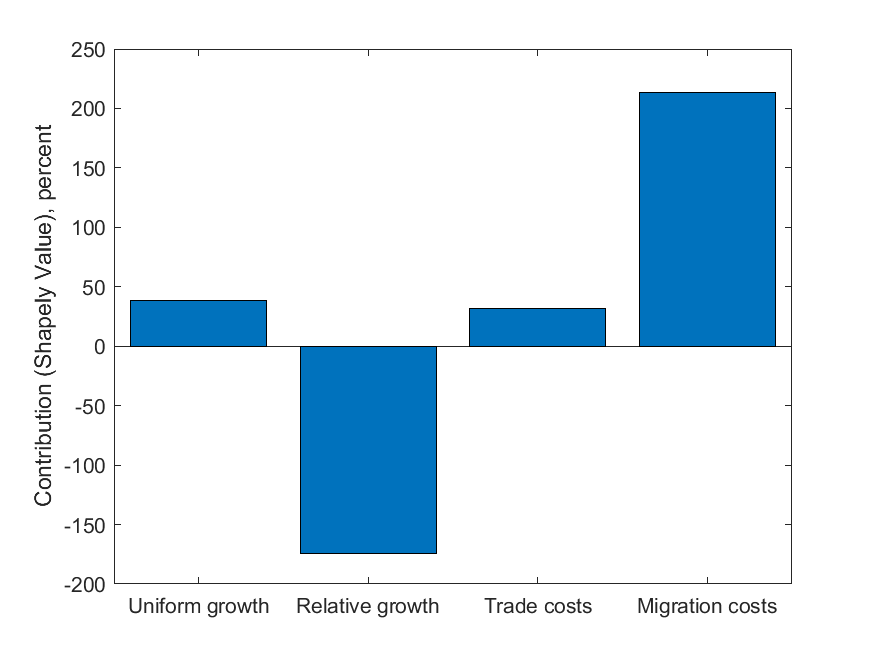 Contribution (Shapely Value), percent
250
200
150
100
50
0
-50
-100
-150
-200
Uniform growth
Relative growth
Trade costs
Migration costs